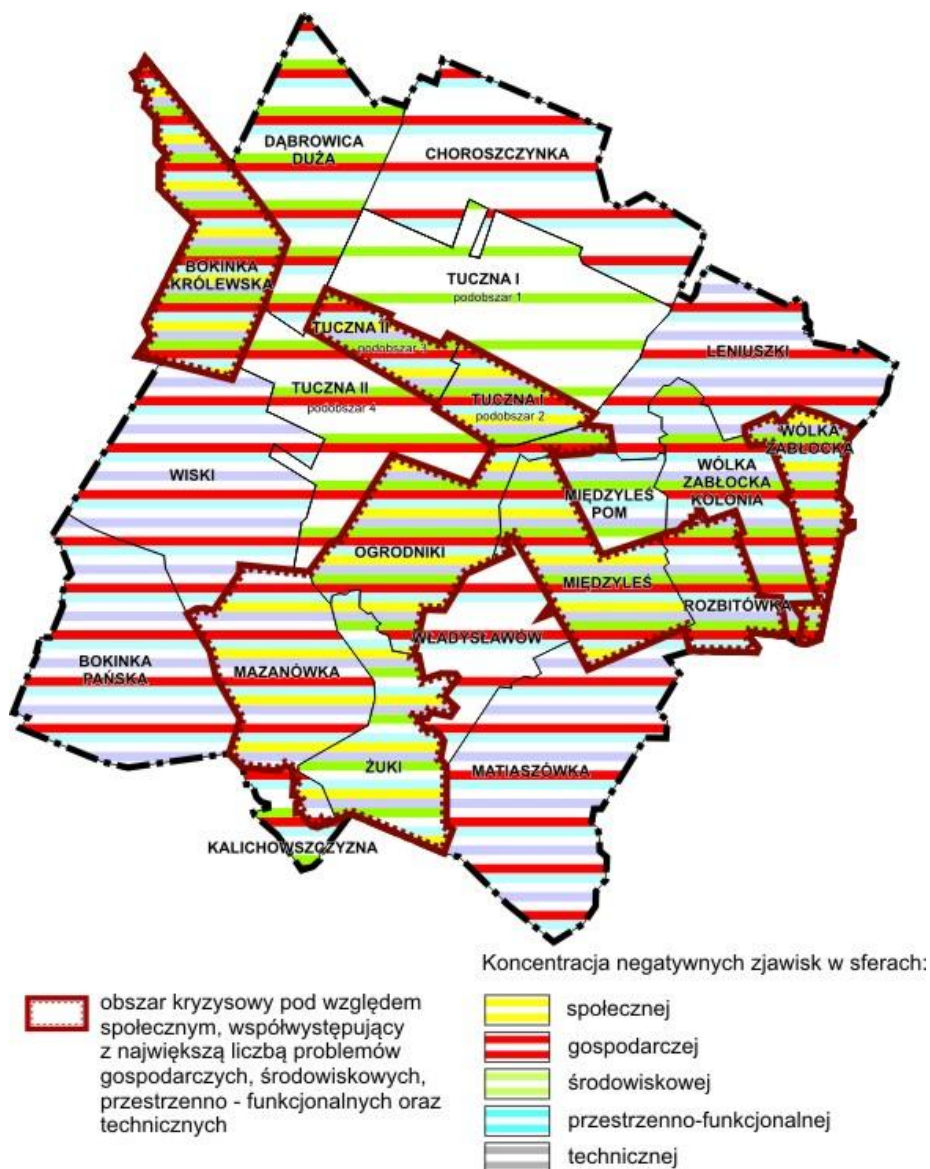 DĄBROWICA
DUŻA
CHOROSZCZYNKA
BOKINKA
KRÓLEWSKA
TUCZNA I
podobszar 1
TUCZNA II
podobszar 3
LENIUSZKI
TUCZNA II
podobszar 4
TUCZNA I
podobszar 2
WÓLKA
ZABŁOCKA
WISKI
WÓLKA
ZABŁOCKA
KOLONIA
MIĘDZYLEŚ
POM
OGRODNIKI
MIĘDZYLEŚ
ROZBITÓWKA
WŁADYSŁAWÓW
BOKINKA
PAŃSKA
MAZANÓWKA
ŻUKI
MATIASZÓWKA
KALICHOWSZCZYZNA
Koncentracja negatywnych zjawisk w sferach:
obszar kryzysowy pod względem
społecznym, współwystępujący
z największą liczbą problemów
gospodarczych, środowiskowych,
przestrzenno - funkcjonalnych oraz
technicznych
społecznej
gospodarczej
środowiskowej
przestrzenno-funkcjonalnej
technicznej